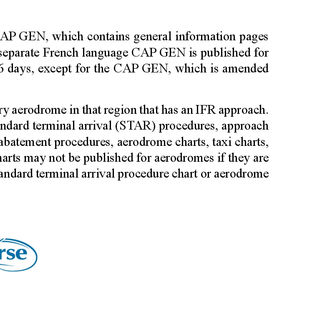 AP GEN, which contains general information pages
separate French language CAP GEN is published for
6 days, except for the CAP GEN, which is amended
ry aerodrome in that region that has an IFR approach.
ndard terminal arrival (STAR) procedures, approach
abatement procedures, aerodrome charts, taxi charts,
harts may not be published for aerodromes if they are
andard terminal arrival procedure chart or aerodrome
rse